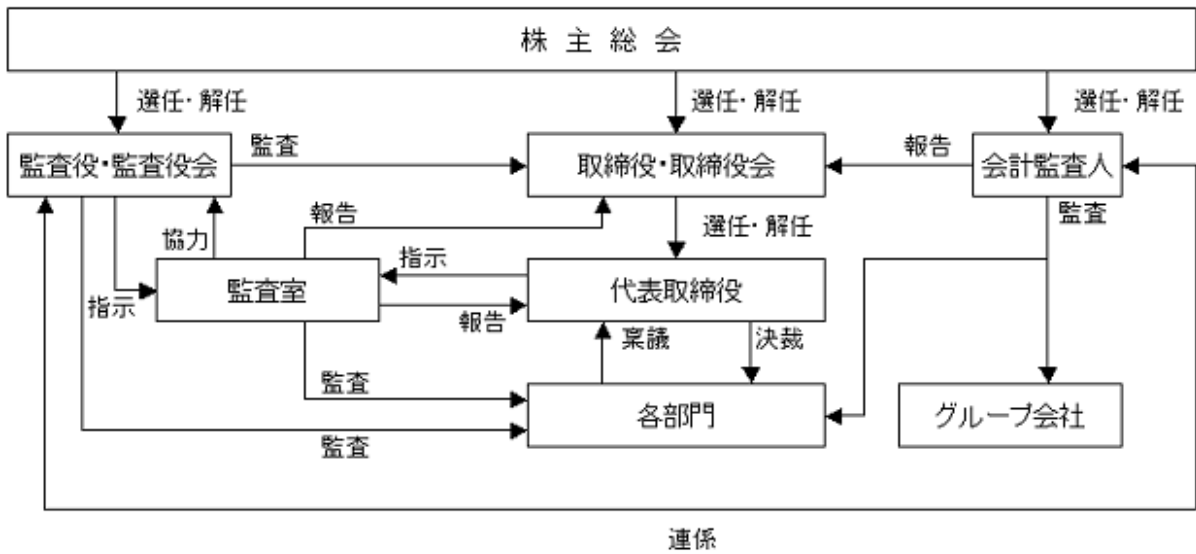 株主総会
選任・解任
選任・解任
選任・解任
監査役・監査役会
監査
取締役・取締役会
報告
会計監査人
監査
協力
報告
選任・解任
指示
監査室
指示
代表取締役
報告
稟議
決裁
監査
各部門
グループ会社
監査
連係